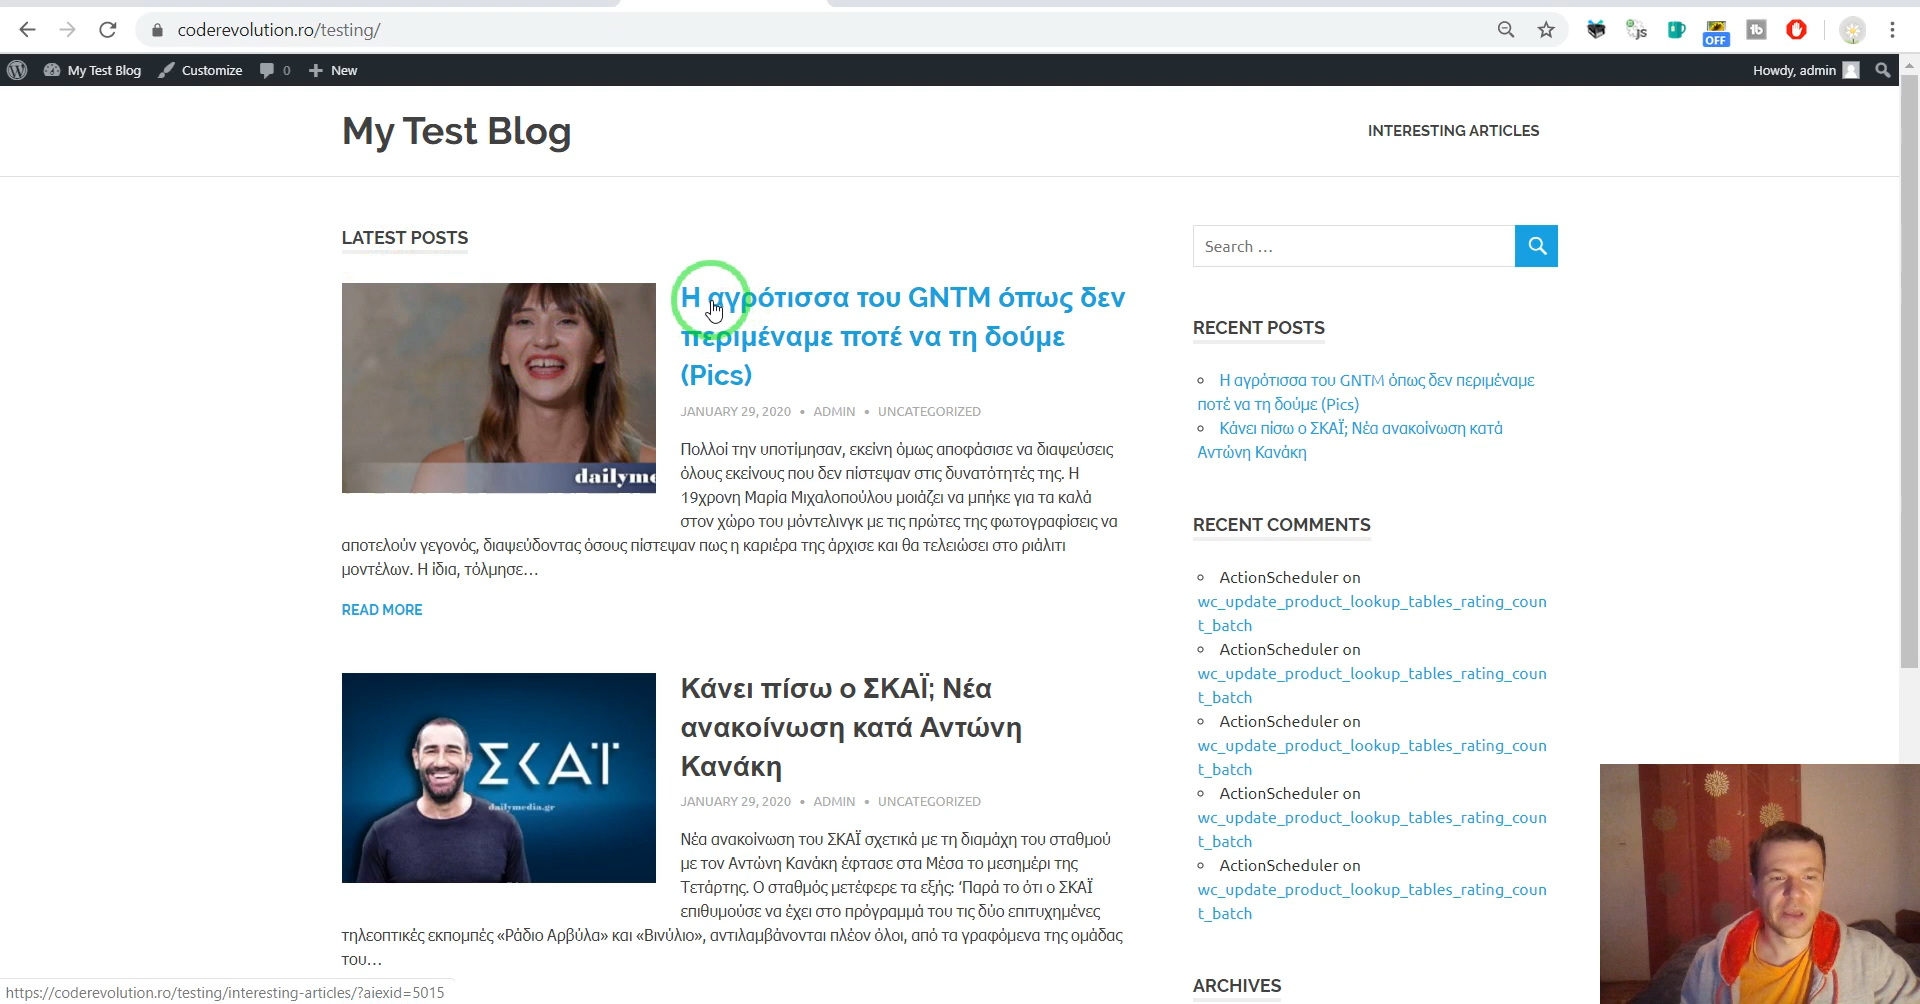 coderevolution.ro/testing/
js
OFF
tb
My Test Blog
Customize
0
New
Howdy, admin
My Test Blog
INTERESTING ARTICLES
LATEST POSTS
Η αγρότισσα του GNTM όπως δεν
περιμέναμε ποτέ να τη δούμε
(Pics)
JANUARY 29, 2020 • ADMIN • UNCATEGORIZED
dailyme
Πολλοί την υποτίμησαν, εκείνη όμως αποφάσισε να διαψεύσεις
όλους εκείνους που δεν πίστεψαν στις δυνατότητές της. Η
19χρονη Μαρία Μιχαλοπούλου μοιάζει να μπήκε για τα καλά
στον χώρο του μόντελινγκ με τις πρώτες της φωτογραφίσεις να
αποτελούν γεγονός, διαψεύδοντας όσους πίστεψαν πως η καριέρα της άρχισε και θα τελειώσει στο ριάλιτι
μοντέλων. Η ίδια, τόλμησε…
READ MORE
Κάνει πίσω ο ΣΚΑΪ; Νέα
ανακοίνωση κατά Αντώνη
Κανάκη
JANUARY 29, 2020 • ADMIN • UNCATEGORIZED
ΣΚΑΪ
dailymedia.gr
Νέα ανακοίνωση του ΣΚΑΪ σχετικά με τη διαμάχη του σταθμού
με τον Αντώνη Κανάκη έφτασε στα Μέσα το μεσημέρι της
Τετάρτης. Ο σταθμός μετέφερε τα εξής: ‘Παρά το ότι ο ΣΚΑΪ
επιθυμούσε να έχει στο πρόγραμμά του τις δύο επιτυχημένες
τηλεοπτικές εκπομπές «Ράδιο Αρβύλα» και «Βινύλιο», αντιλαμβάνονται πλέον όλοι, από τα γραφόμενα της ομάδας
του…
Search …
RECENT POSTS
Η αγρότισσα του GNTM όπως δεν περιμέναμε
ποτέ να τη δούμε (Pics)
Κάνει πίσω ο ΣΚΑΪ; Νέα ανακοίνωση κατά
Αντώνη Κανάκη
RECENT COMMENTS
ActionScheduler on
wc_update_product_lookup_tables_rating_coun
t_batch
ActionScheduler on
wc_update_product_lookup_tables_rating_coun
t_batch
ActionScheduler on
wc_update_product_lookup_tables_rating_coun
t_batch
ActionScheduler on
wc_update_product_lookup_tables_rating_coun
t_batch
ActionScheduler on
wc_update_product_lookup_tables_rating_coun
t_batch
ARCHIVES
https://coderevolution.ro/testing/interesting-articles/?aiexid=5015